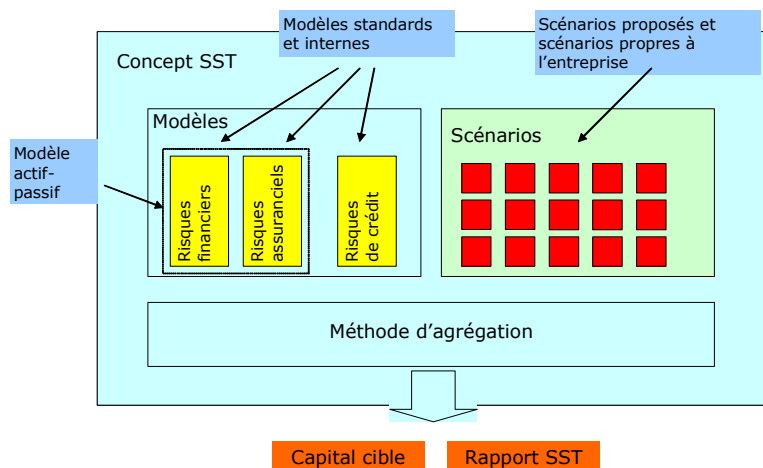 Modèles standards
et internes
Scénarios proposés et
scénarios propres à
l'entreprise
Concept SST
Modèles
Scénarios
Modèle
actif-
passif
Risques
financiers
Risques
assuranciels
Risques
de crédit
Méthode d'agrégation
Capital cible
Rapport SST